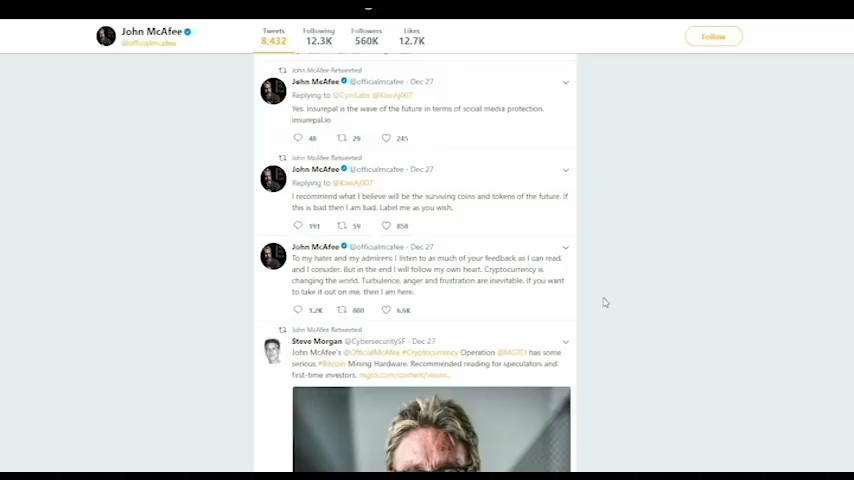 John McAfee
@officialmcafee
Tweets
8,432
Following
12.3K
Followers
560K
Likes
12.7K
Follow
John McAfee Retweeted
John McAfee @officialmcafee · Dec 27
Replying to @CynLabs @KiwiAJ007
Yes. Insurepal is the wave of the future in terms of social media protection.
insurepal.io
48 29 245
John McAfee Retweeted
John McAfee @officialmcafee · Dec 27
Replying to @KiwiAJ007
I recommend what I believe will be the surviving coins and tokens of the future. If
this is bad then I am bad. Label me as you wish.
191 59 858
John McAfee @officialmcafee · Dec 27
To my hater and my admirers: I listen to as much of your feedback as I can read,
and I consider. But in the end I will follow my own heart. Cryptocurrency is
changing the world. Turbulence, anger and frustration are inevitable. If you want
to take it out on me, then I am here.
1.2K 880 6.6K
John McAfee Retweeted
Steve Morgan @CybersecuritySF · Dec 27
John McAfee's @OfficialMcAfee #Cryptocurrency Operation @MGTCI has some
serious #Bitcoin Mining Hardware. Recommended reading for speculators and
first-time investors.